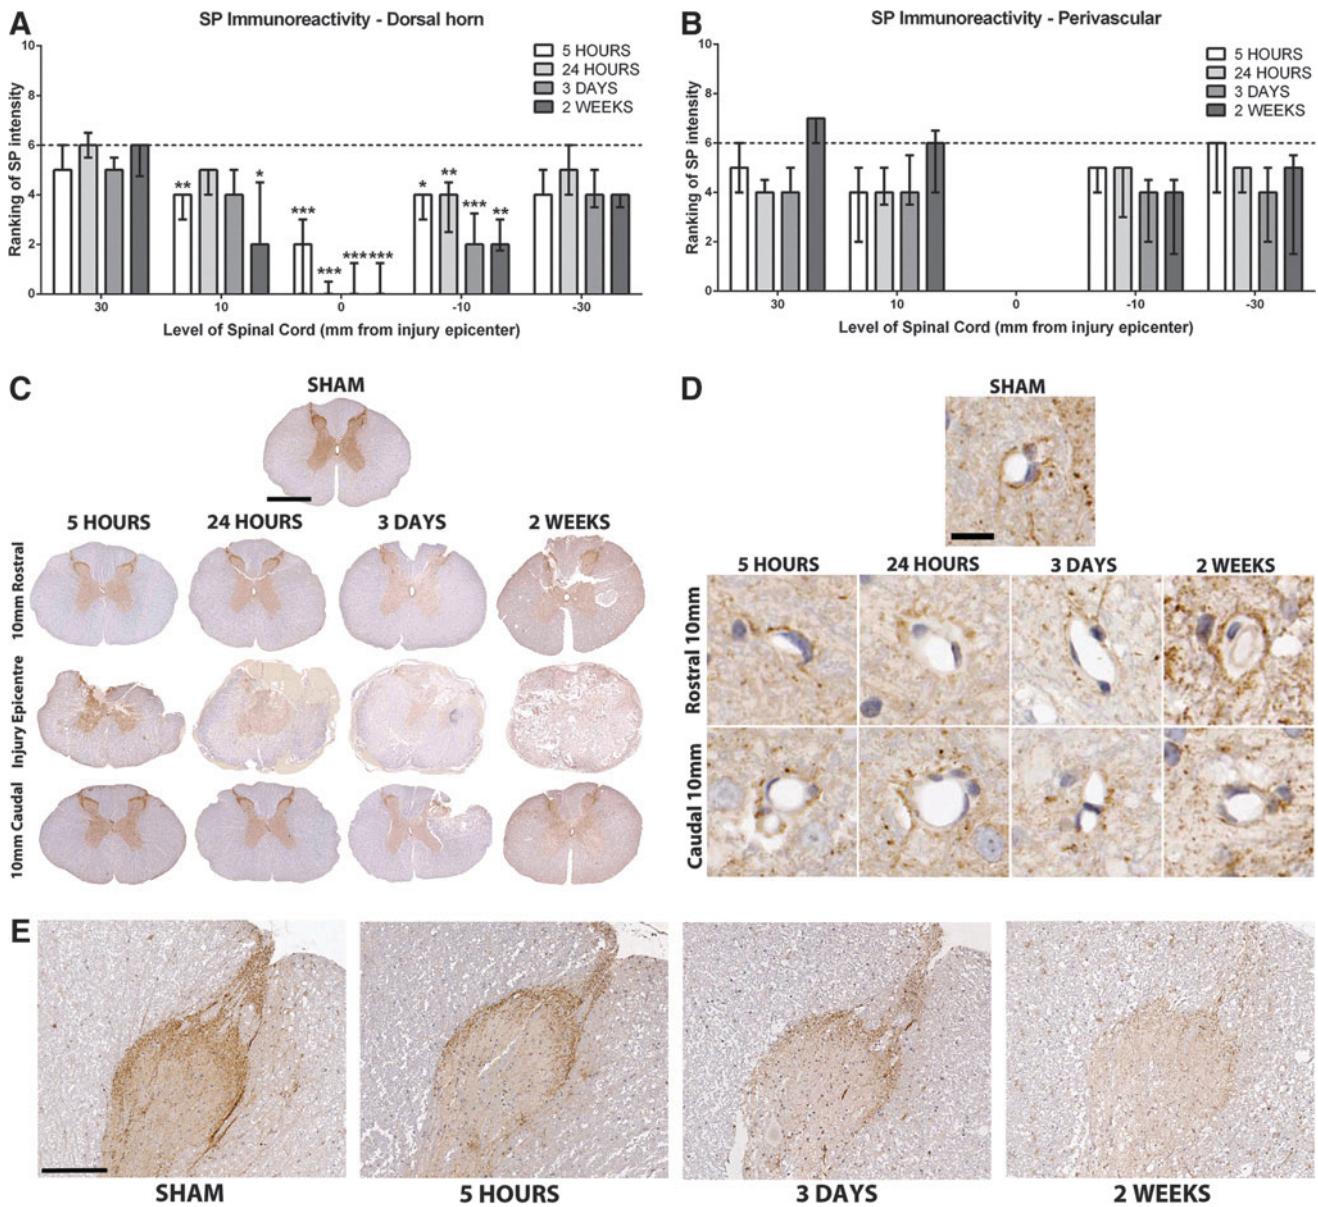 A
SP Immunoreactivity - Dorsal horn
Ranking of SP intensity
10
8
6
4
2
0
5 HOURS
24 HOURS
3 DAYS
2 WEEKS
** * *** *** *** *** * ** *** **
30 10 0 -10 -30
Level of Spinal Cord (mm from injury epicenter)
B
SP Immunoreactivity - Perivascular
Ranking of SP intensity
10
8
6
4
2
0
5 HOURS
24 HOURS
3 DAYS
2 WEEKS
30 10 0 -10 -30
Level of Spinal Cord (mm from injury epicenter)
C
SHAM
5 HOURS 24 HOURS 3 DAYS 2 WEEKS
10mm Rostral
Injury Epicentre
10mm Caudal
D
SHAM
5 HOURS 24 HOURS 3 DAYS 2 WEEKS
Rostral 10mm
Caudal 10mm
E
SHAM 5 HOURS 3 DAYS 2 WEEKS